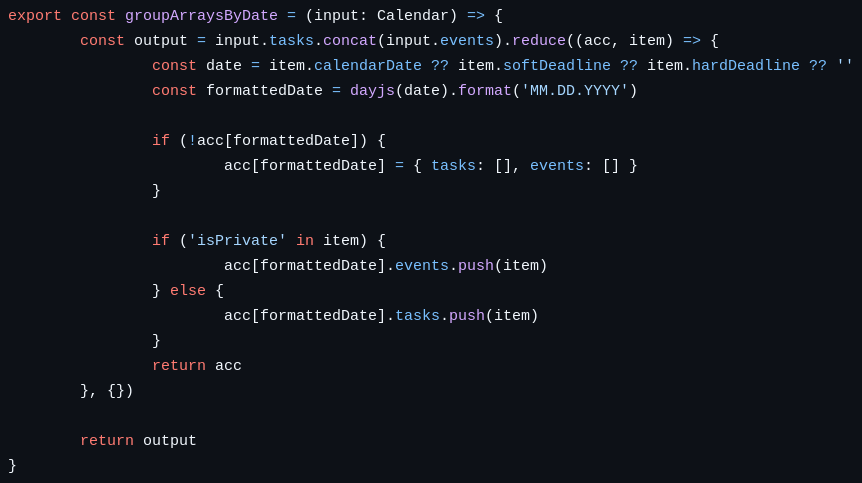 export const groupArraysByDate = (input: Calendar) => {
const output = input.tasks.concat(input.events).reduce((acc, item) => {
const date = item.calendarDate ?? item.softDeadline ?? item.hardDeadline ?? ''
const formattedDate = dayjs(date).format('MM.DD.YYYY')
if (!acc[formattedDate]) {
acc[formattedDate] = { tasks: [], events: [] }
}
if ('isPrivate' in item) {
acc[formattedDate].events.push(item)
} else {
acc[formattedDate].tasks.push(item)
}
return acc
}, {})
return output
}